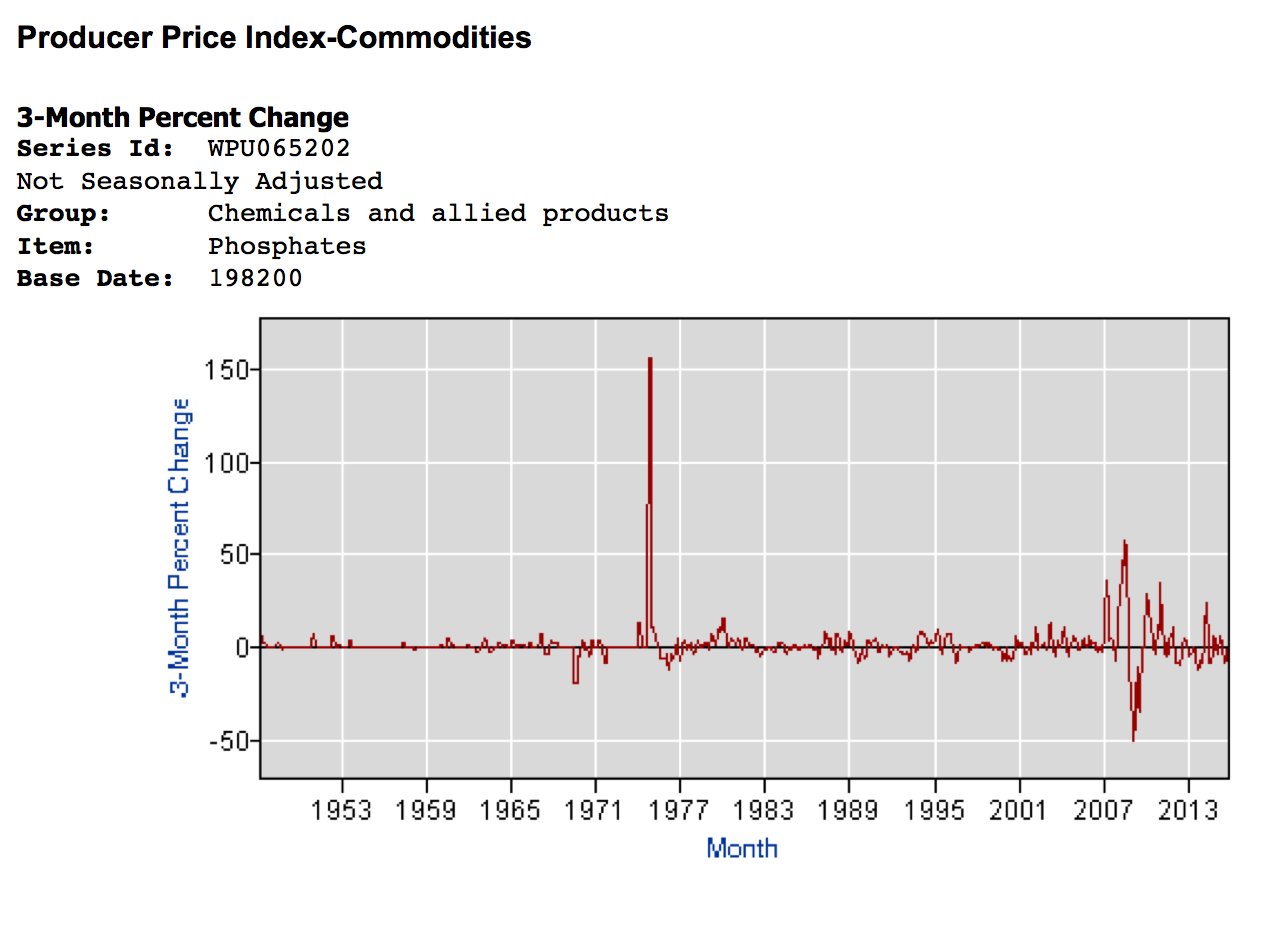 Producer Price Index-Commodities
3-Month Percent Change
Series Id: WPU065202
Not Seasonally Adjusted
Group: Chemicals and allied products
Item: Phosphates
Base Date: 198200
150
100
50
0
-50
3-Month Percent Change
1953 1959 1965 1971 1977 1983 1989 1995 2001 2007 2013
Month